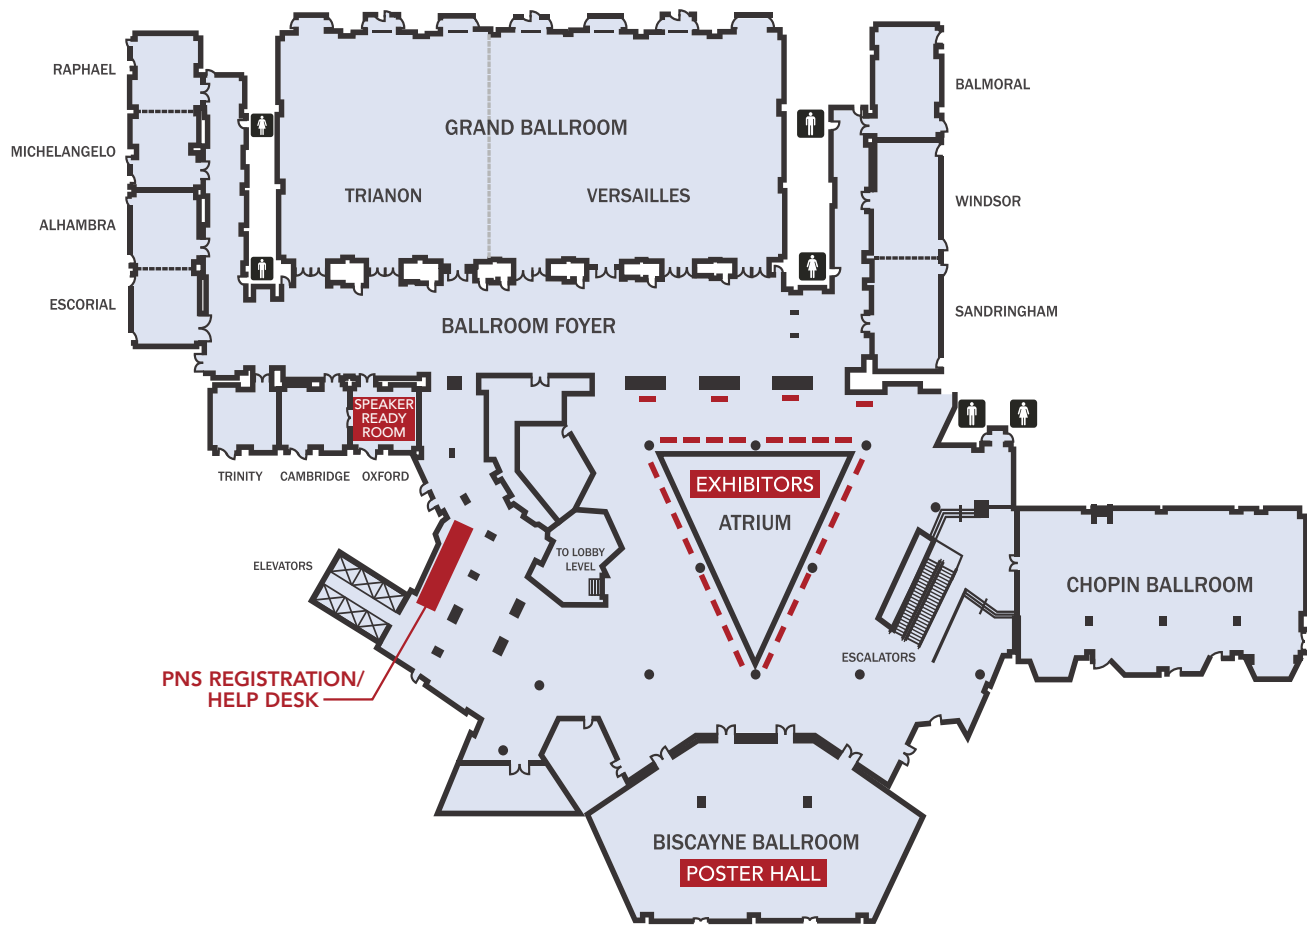 RAPHAEL
BALMORAL
GRAND BALLROOM
MICHELANGELO
TRIANON
VERSAILLES
WINDSOR
ALHAMBRA
ESCORIAL
SANDRINGHAM
BALLROOM FOYER
SPEAKER
READY
ROOM
TRINITY
CAMBRIDGE
OXFORD
EXHIBITORS
ATRIUM
TO LOBBY
LEVEL
ELEVATORS
CHOPIN BALLROOM
ESCALATORS
PNS REGISTRATION/
HELP DESK
BISCAYNE BALLROOM
POSTER HALL